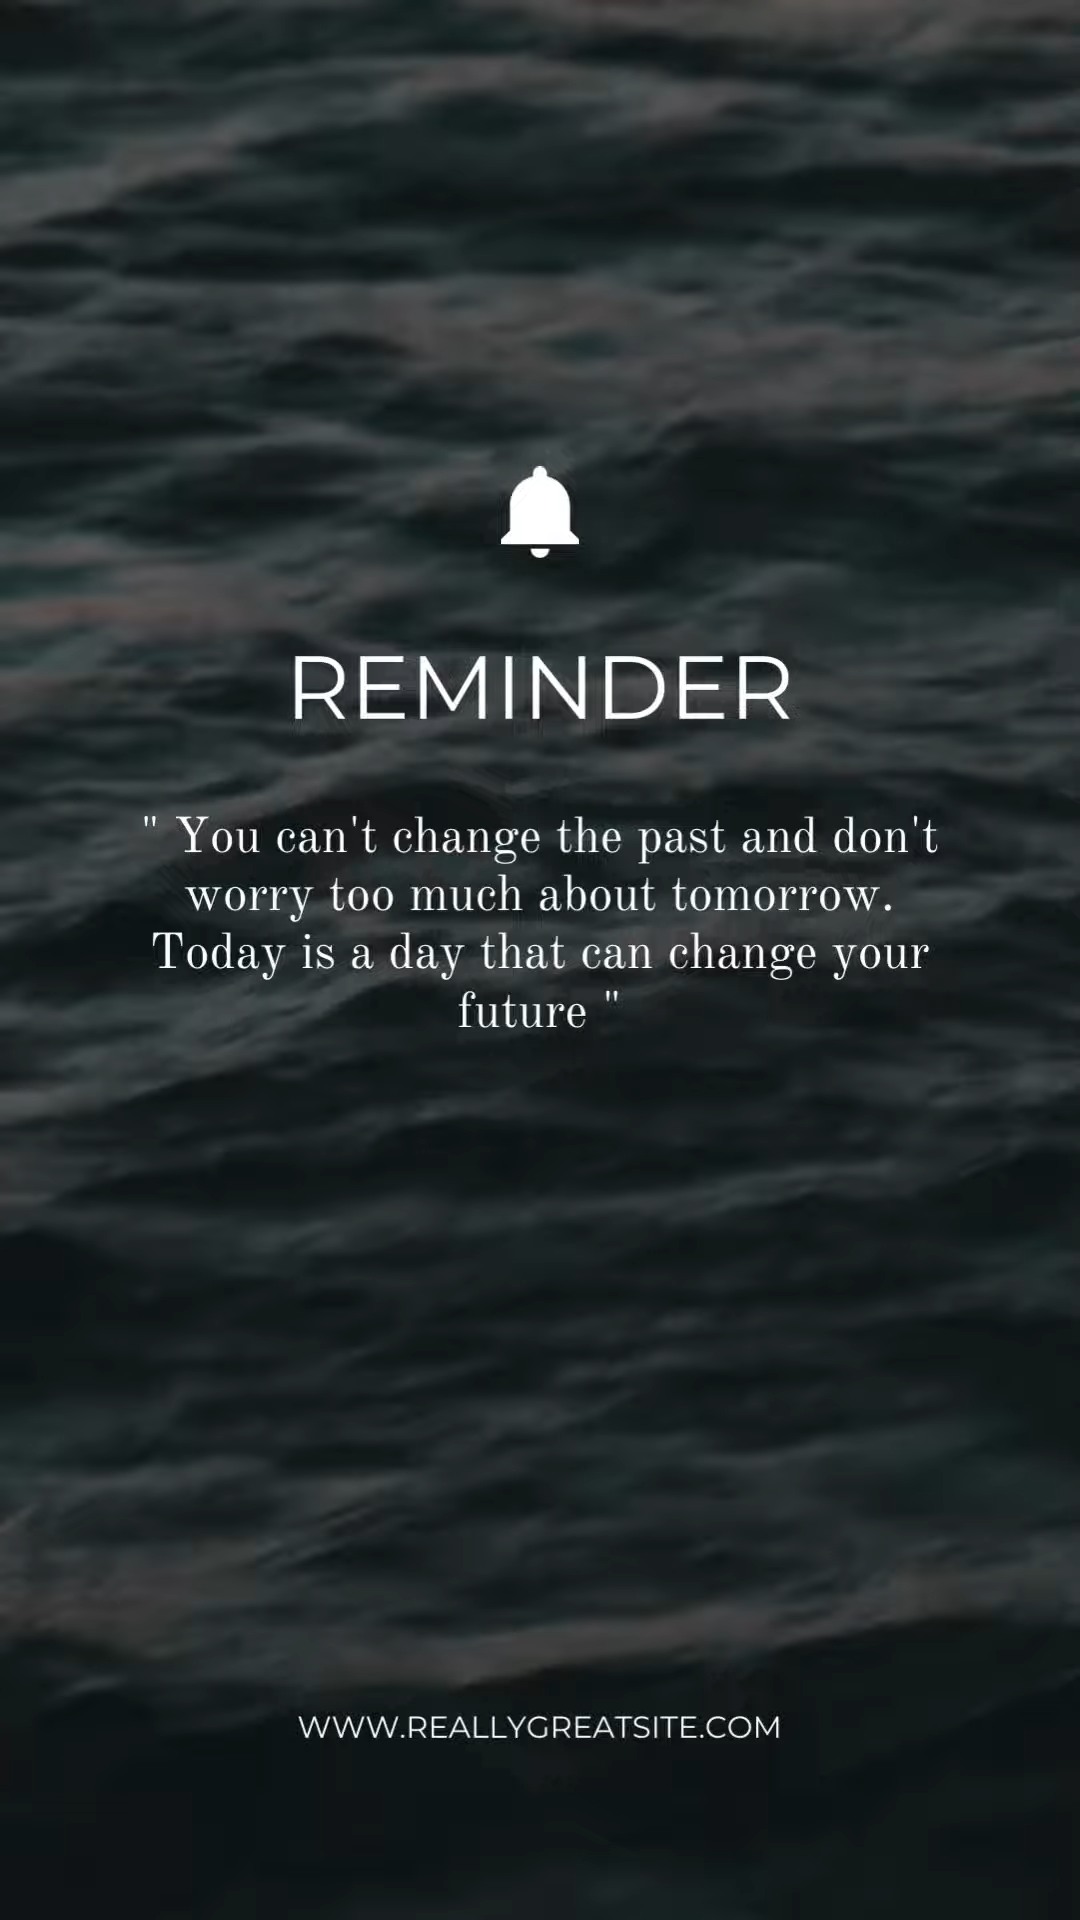 REMINDER
" You can't change the past and don't
worry too much about tomorrow.
Today is a day that can change your
future "
WWW.REALLYGREATSITE.COM